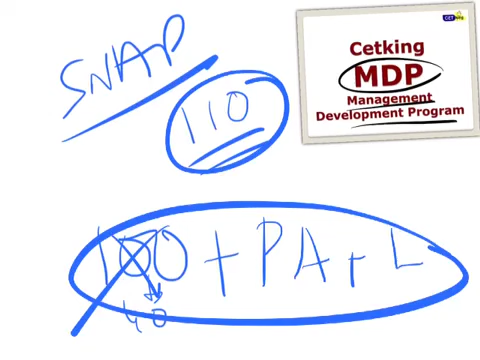 SNAP
110
Cetking
MDP
Management
Development Program
100 + PA + L
40